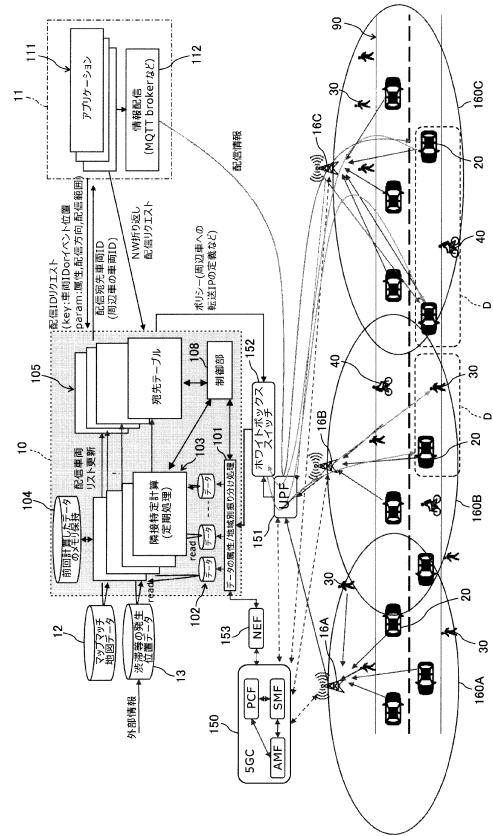 11
111
アプリケーション
112
情報配信
(MQTT brokerなど)
配信IDリクエスト
(key:車両IDorイベント位置
param:属性,配信方向,配信範囲)
配信宛先車両ID
(周辺車の車両ID)
NW折り返し
配信リクエスト
配信情報
10
105
宛先テーブル
108
制御部
ポリシー(周辺車への
転送IPの定義など)
104
前回計算したデータ
のメモリ保持
配信車両
リスト更新
103
隣接特定計算
(定期処理)
read
read
データ
データ
データ
102
101
データの属性/地域別振り分け処理
12
マップマッチ
地図データ
渋滞等の発生
位置データ
13
外部情報
152
ホワイトボックス
スイッチ
151
UPF
153
NEF
150
5GC
PCF
SMF
AMF
16A
16B
16C
90
30
30
30
30
20
20
20
40
40
D
D
160A
160B
160C